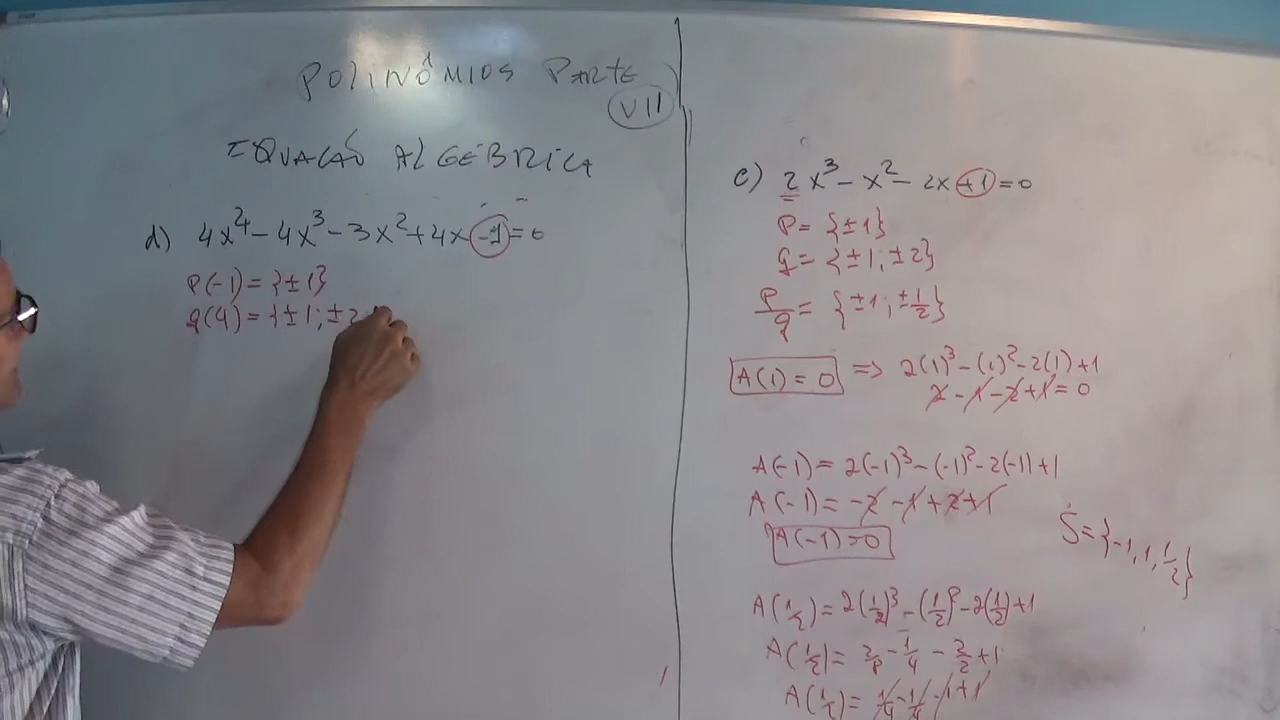 POLINÔMIOS PARTE
VII
EQUAÇÃO ALGÉBRICA
d) 4x⁴ - 4x³ - 3x² + 4x - 1 = 0
P(-1) = {±1}
q(4) = {±1; ±2
c) 2x³ - x² - 2x + 1 = 0
P = {±1}
q = {±1; ±2}
P/q = {±1; ±1/2}
A(1) = 0 => 2(1)³ - (1)² - 2(1) + 1
2 - 1 - 2 + 1 = 0
A(-1) = 2(-1)³ - (-1)² - 2(-1) + 1
A(-1) = -2 - 1 + 2 + 1
A(-1) = 0
S = {-1, 1, 1/2}
A(1/2) = 2(1/2)³ - (1/2)² - 2(1/2) + 1
A(1/2) = 2/8 - 1/4 - 2/2 + 1
A(1/2) = 1/4 - 1/4 - 1 + 1